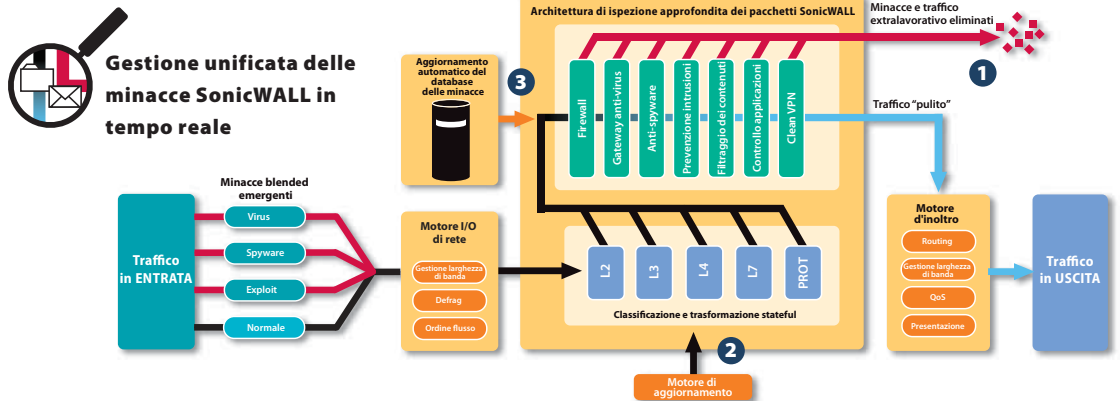 Gestione unificata delle
minacce SonicWALL in
tempo reale
Traffico
in ENTRATA
Minacce blended
emergenti
Virus
Spyware
Exploit
Normale
Aggiornamento
automatico del
database
delle minacce
3
Motore I/O
di rete
Gestione larghezza
di banda
Defrag
Ordine flusso
Architettura di ispezione approfondita dei pacchetti SonicWALL
Firewall
Gateway anti-virus
Anti-spyware
Prevenzione intrusioni
Filtraggio dei contenuti
Controllo applicazioni
Clean VPN
L2
L3
L4
L7
PROT
Classificazione e trasformazione stateful
2
Motore di
aggiornamento
Minacce e traffico
extralavorativo eliminati
1
Traffico “pulito”
Motore
d'inoltro
Routing
Gestione larghezza
di banda
QoS
Presentazione
Traffico
in USCITA